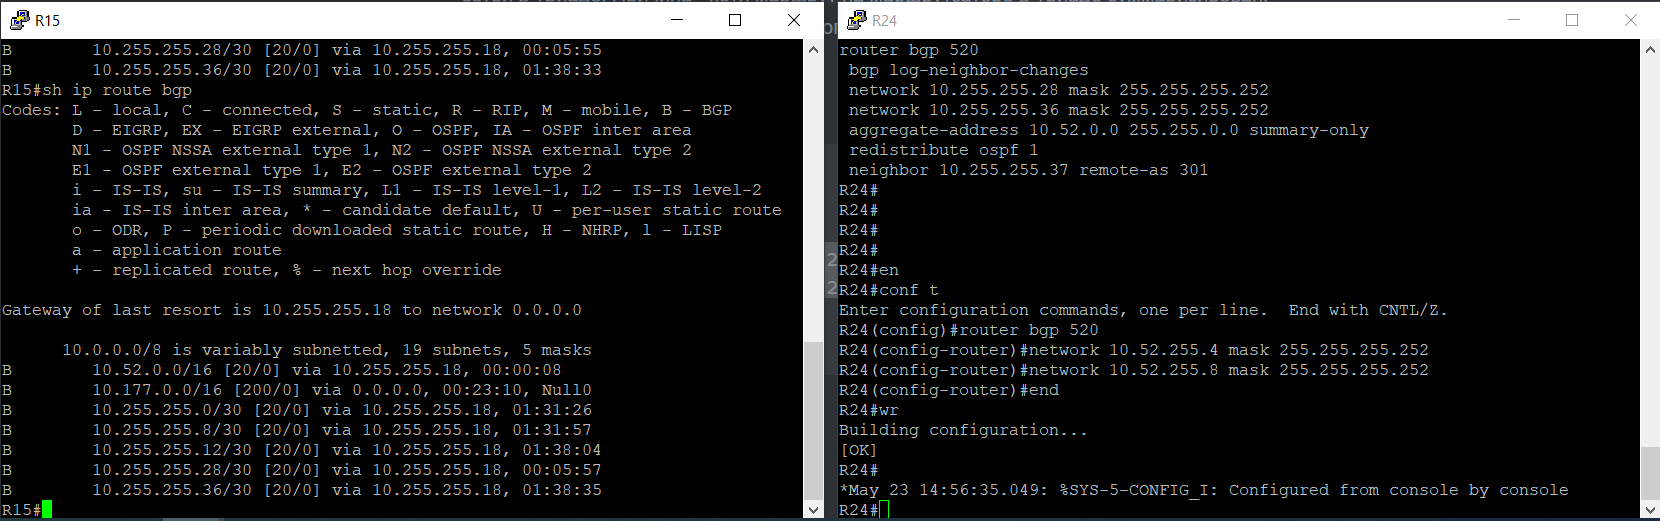 R15
B        10.255.255.28/30 [20/0] via 10.255.255.18, 00:05:55
B        10.255.255.36/30 [20/0] via 10.255.255.18, 01:38:33
R15#sh ip route bgp
Codes: L - local, C - connected, S - static, R - RIP, M - mobile, B - BGP
       D - EIGRP, EX - EIGRP external, O - OSPF, IA - OSPF inter area
       N1 - OSPF NSSA external type 1, N2 - OSPF NSSA external type 2
       E1 - OSPF external type 1, E2 - OSPF external type 2
       i - IS-IS, su - IS-IS summary, L1 - IS-IS level-1, L2 - IS-IS level-2
       ia - IS-IS inter area, * - candidate default, U - per-user static route
       o - ODR, P - periodic downloaded static route, H - NHRP, l - LISP
       a - application route
       + - replicated route, % - next hop override
Gateway of last resort is 10.255.255.18 to network 0.0.0.0
      10.0.0.0/8 is variably subnetted, 19 subnets, 5 masks
B        10.52.0.0/16 [20/0] via 10.255.255.18, 00:00:08
B        10.177.0.0/16 [200/0] via 0.0.0.0, 00:23:10, Null0
B        10.255.255.0/30 [20/0] via 10.255.255.18, 01:31:26
B        10.255.255.8/30 [20/0] via 10.255.255.18, 01:31:57
B        10.255.255.12/30 [20/0] via 10.255.255.18, 01:38:04
B        10.255.255.28/30 [20/0] via 10.255.255.18, 00:05:57
B        10.255.255.36/30 [20/0] via 10.255.255.18, 01:38:35
R15#
R24
router bgp 520
 bgp log-neighbor-changes
 network 10.255.255.28 mask 255.255.255.252
 network 10.255.255.36 mask 255.255.255.252
 aggregate-address 10.52.0.0 255.255.0.0 summary-only
 redistribute ospf 1
 neighbor 10.255.255.37 remote-as 301
R24#
R24#
R24#
R24#
R24#en
R24#conf t
Enter configuration commands, one per line.  End with CNTL/Z.
R24(config)#router bgp 520
R24(config-router)#network 10.52.255.4 mask 255.255.255.252
R24(config-router)#network 10.52.255.8 mask 255.255.255.252
R24(config-router)#end
R24#wr
Building configuration...
[OK]
R24#
*May 23 14:56:35.049: %SYS-5-CONFIG_I: Configured from console by console
R24#